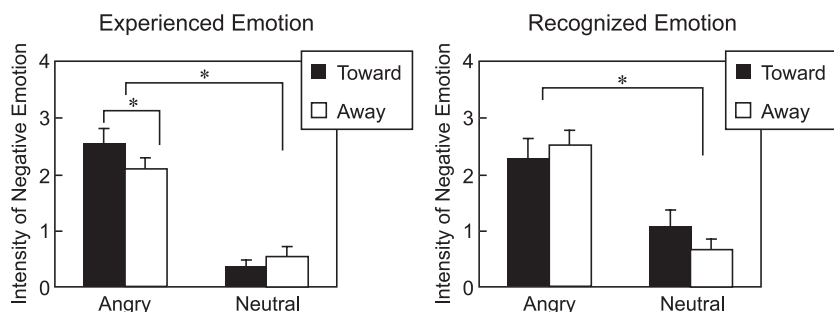 Experienced Emotion
Intensity of Negative Emotion
4
3
2
1
0
*
*
Toward
Away
Angry
Neutral
Recognized Emotion
Intensity of Negative Emotion
4
3
2
1
0
*
Toward
Away
Angry
Neutral